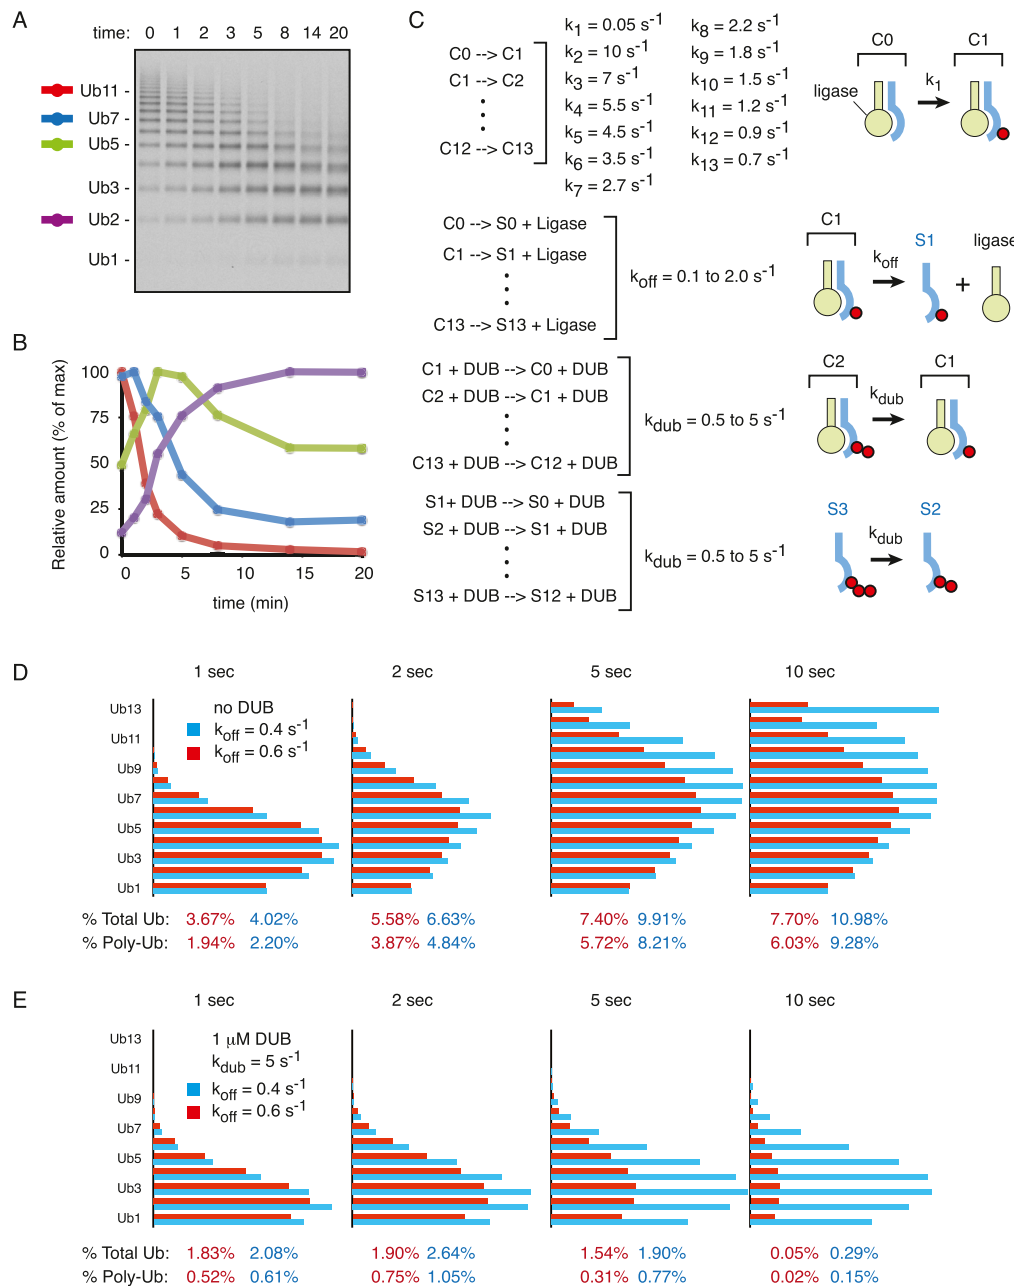 A
time: 0 1 2 3 5 8 14 20
Ub11 -
Ub7 -
Ub5 -
Ub3 -
Ub2 -
Ub1 -
B
Relative amount (% of max)
100
75
50
25
0
0 5 10 15 20
time (min)
C
C0 --> C1
C1 --> C2
C12 --> C13
k1 = 0.05 s-1
k2 = 10 s-1
k3 = 7 s-1
k4 = 5.5 s-1
k5 = 4.5 s-1
k6 = 3.5 s-1
k7 = 2.7 s-1
k8 = 2.2 s-1
k9 = 1.8 s-1
k10 = 1.5 s-1
k11 = 1.2 s-1
k12 = 0.9 s-1
k13 = 0.7 s-1
C0 C1
ligase
k1
C0 --> S0 + Ligase
C1 --> S1 + Ligase
C13 --> S13 + Ligase
koff = 0.1 to 2.0 s-1
C1
S1
ligase
koff
+
C1 + DUB --> C0 + DUB
C2 + DUB --> C1 + DUB
C13 + DUB --> C12 + DUB
kdub = 0.5 to 5 s-1
C2 C1
kdub
S1+ DUB --> S0 + DUB
S2 + DUB --> S1 + DUB
S13 + DUB --> S12 + DUB
kdub = 0.5 to 5 s-1
S3 S2
kdub
D
1 sec 2 sec 5 sec 10 sec
no DUB
koff = 0.4 s-1
koff = 0.6 s-1
Ub13
Ub11
Ub9
Ub7
Ub5
Ub3
Ub1
% Total Ub: 3.67% 4.02% 5.58% 6.63% 7.40% 9.91% 7.70% 10.98%
% Poly-Ub: 1.94% 2.20% 3.87% 4.84% 5.72% 8.21% 6.03% 9.28%
E
1 sec 2 sec 5 sec 10 sec
1 μM DUB
kdub = 5 s-1
koff = 0.4 s-1
koff = 0.6 s-1
Ub13
Ub11
Ub9
Ub7
Ub5
Ub3
Ub1
% Total Ub: 1.83% 2.08% 1.90% 2.64% 1.54% 1.90% 0.05% 0.29%
% Poly-Ub: 0.52% 0.61% 0.75% 1.05% 0.31% 0.77% 0.02% 0.15%